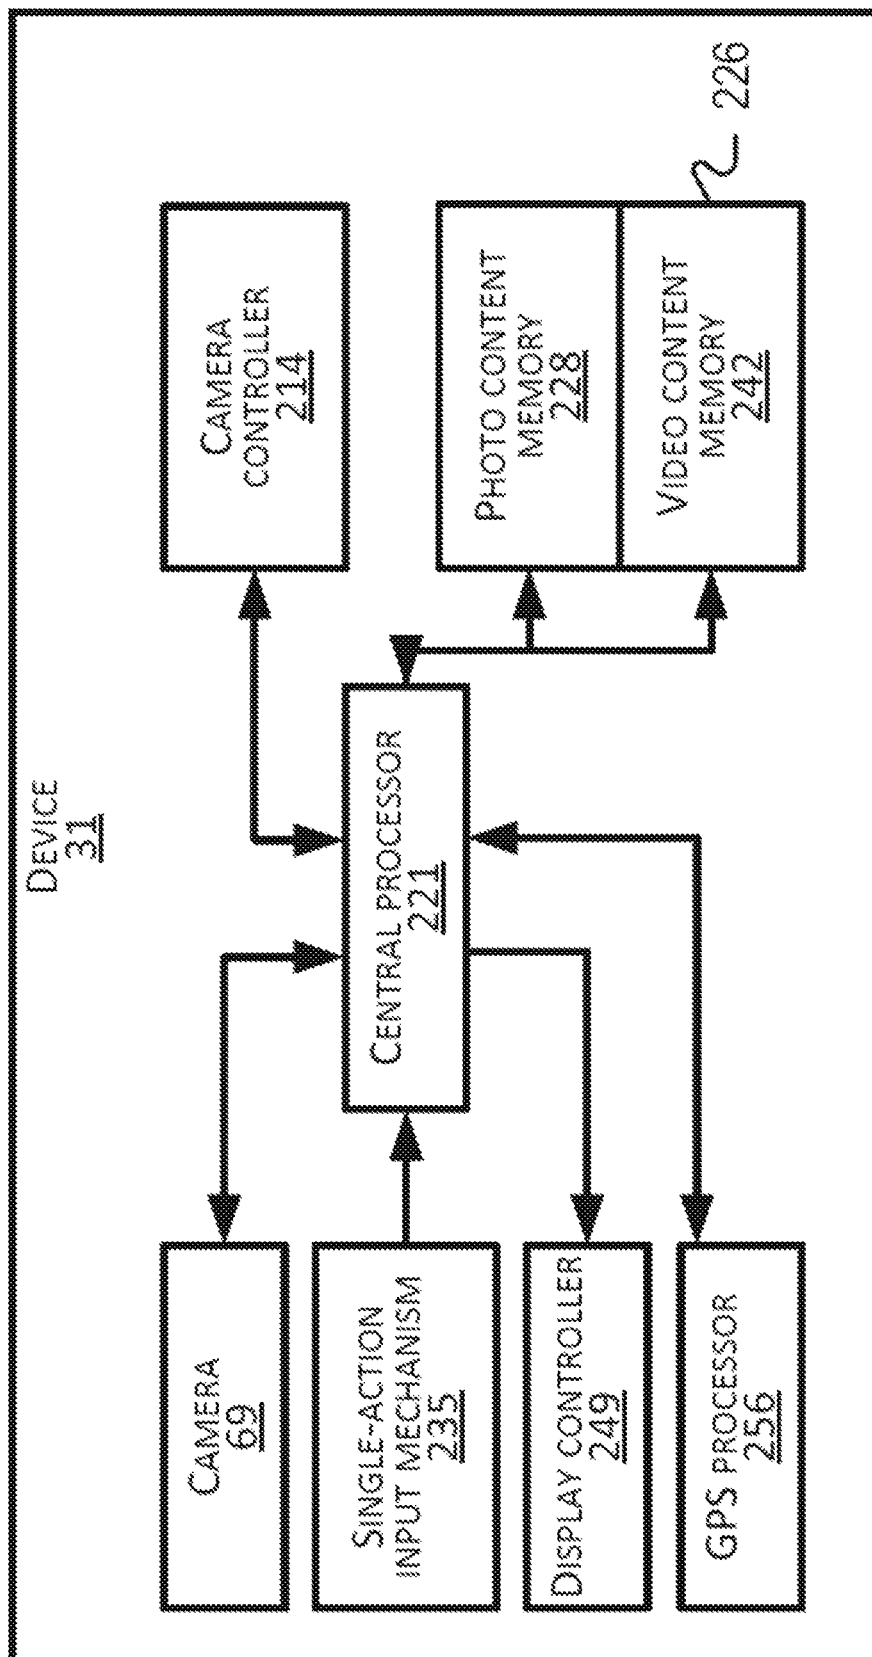 DEVICE
31
CAMERA
69
SINGLE-ACTION
INPUT MECHANISM
235
DISPLAY CONTROLLER
249
GPS PROCESSOR
256
CENTRAL PROCESSOR
221
CAMERA
CONTROLLER
214
PHOTO CONTENT
MEMORY
228
VIDEO CONTENT
MEMORY
242
226